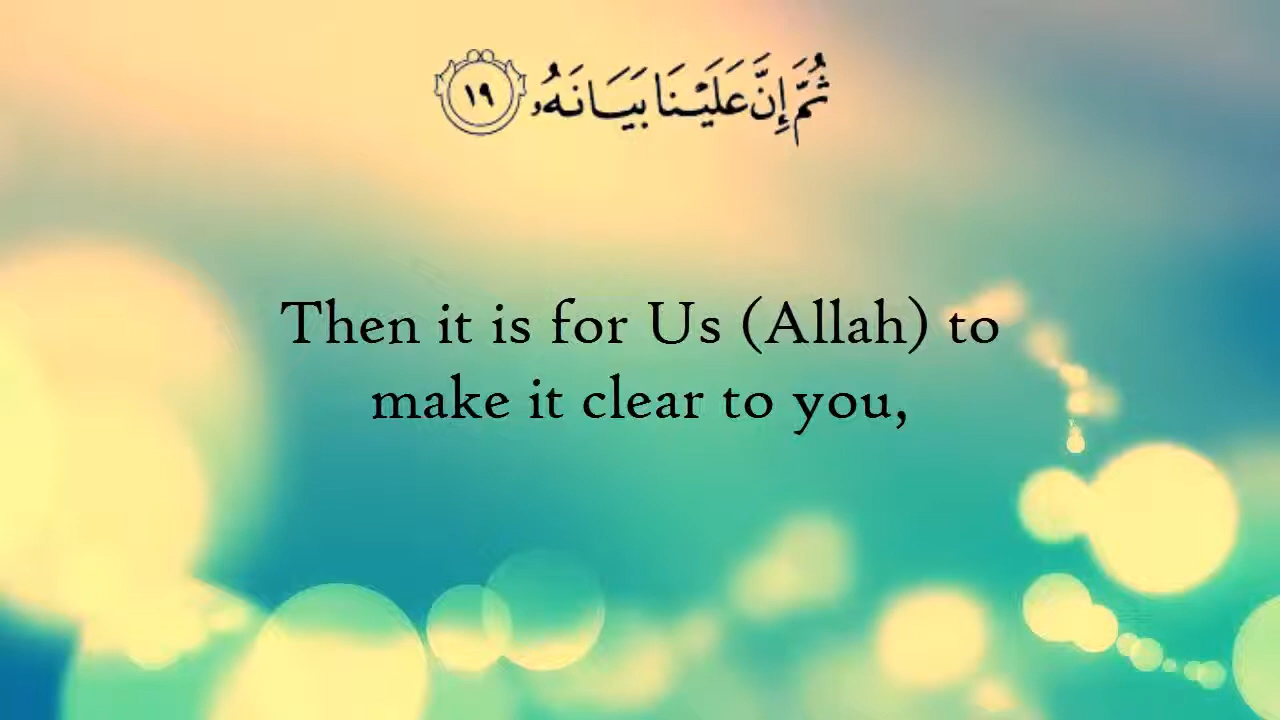 ثُمَّ إِنَّ عَلَيْنَا بَيَانَهُۥ ١٩
Then it is for Us (Allah) to
make it clear to you,